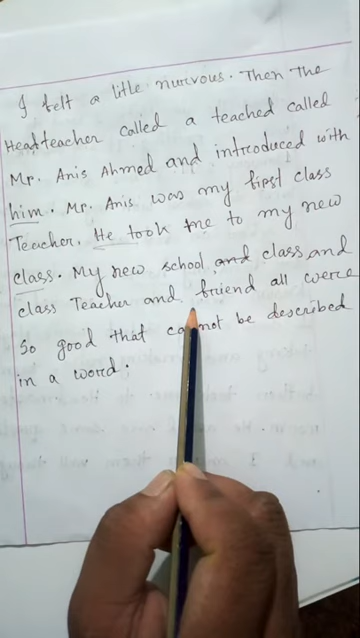 I felt a litle nurvous. Then the
Headteacher called a teached called
Mr. Anis Ahmed and introduced with
him. Mr. Anis was my first class
Teacher. He took me to my new
class. My new school and class and
class Teacher and friend all were
so good that cannot be described
in a word.